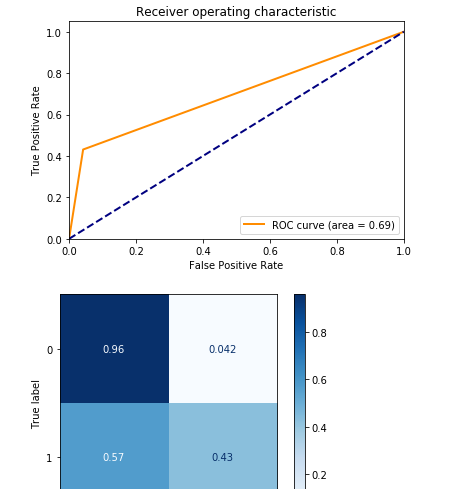 Receiver operating characteristic
1.0
0.8
0.6
0.4
0.2
0.0
True Positive Rate
ROC curve (area = 0.69)
0.0 0.2 0.4 0.6 0.8 1.0
False Positive Rate
True label
0
0.96 0.042
1
0.57 0.43
0.8
0.6
0.4
0.2